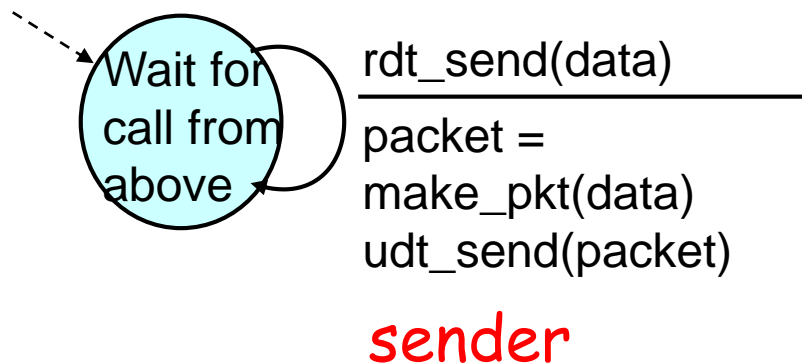 Wait for
call from
above
rdt_send(data)
packet =
make_pkt(data)
udt_send(packet)
sender